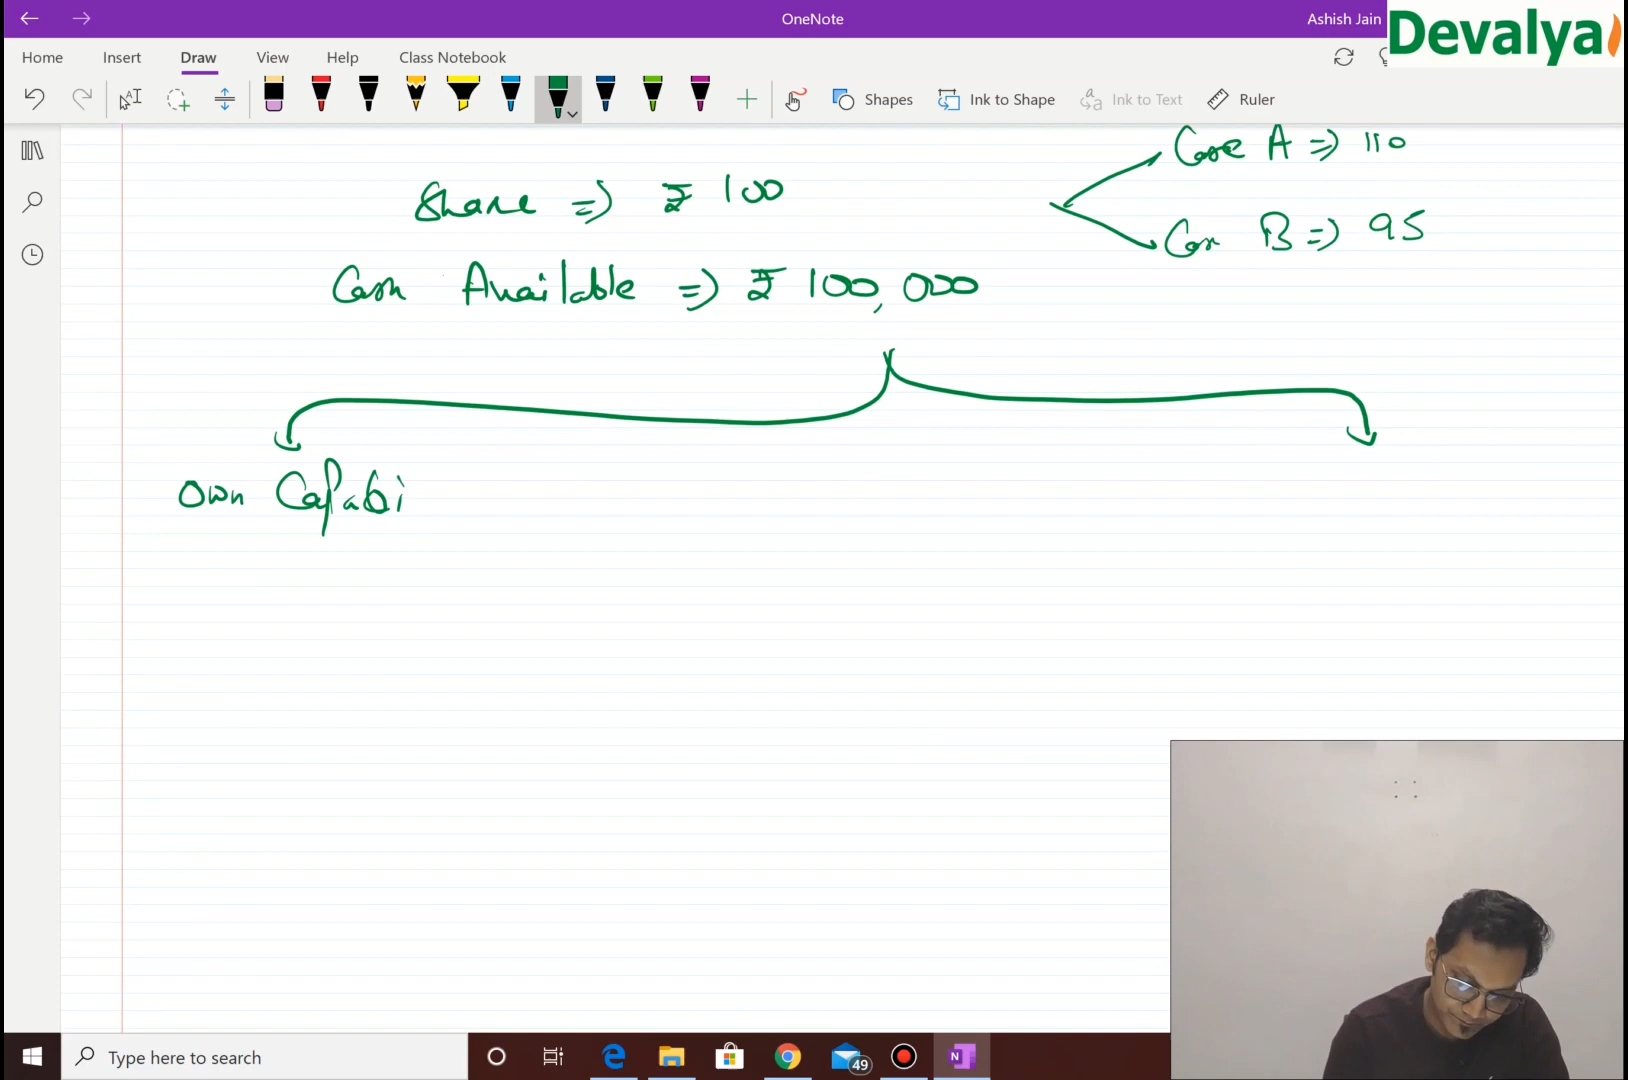 OneNote
Ashish Jain
Devalya
Home Insert Draw View Help Class Notebook
Shapes Ink to Shape Ink to Text Ruler
Case A => 110
Share => ₹ 100
Case B => 95
Cash Available => ₹ 100,000
Own Capabi
Type here to search
49
N